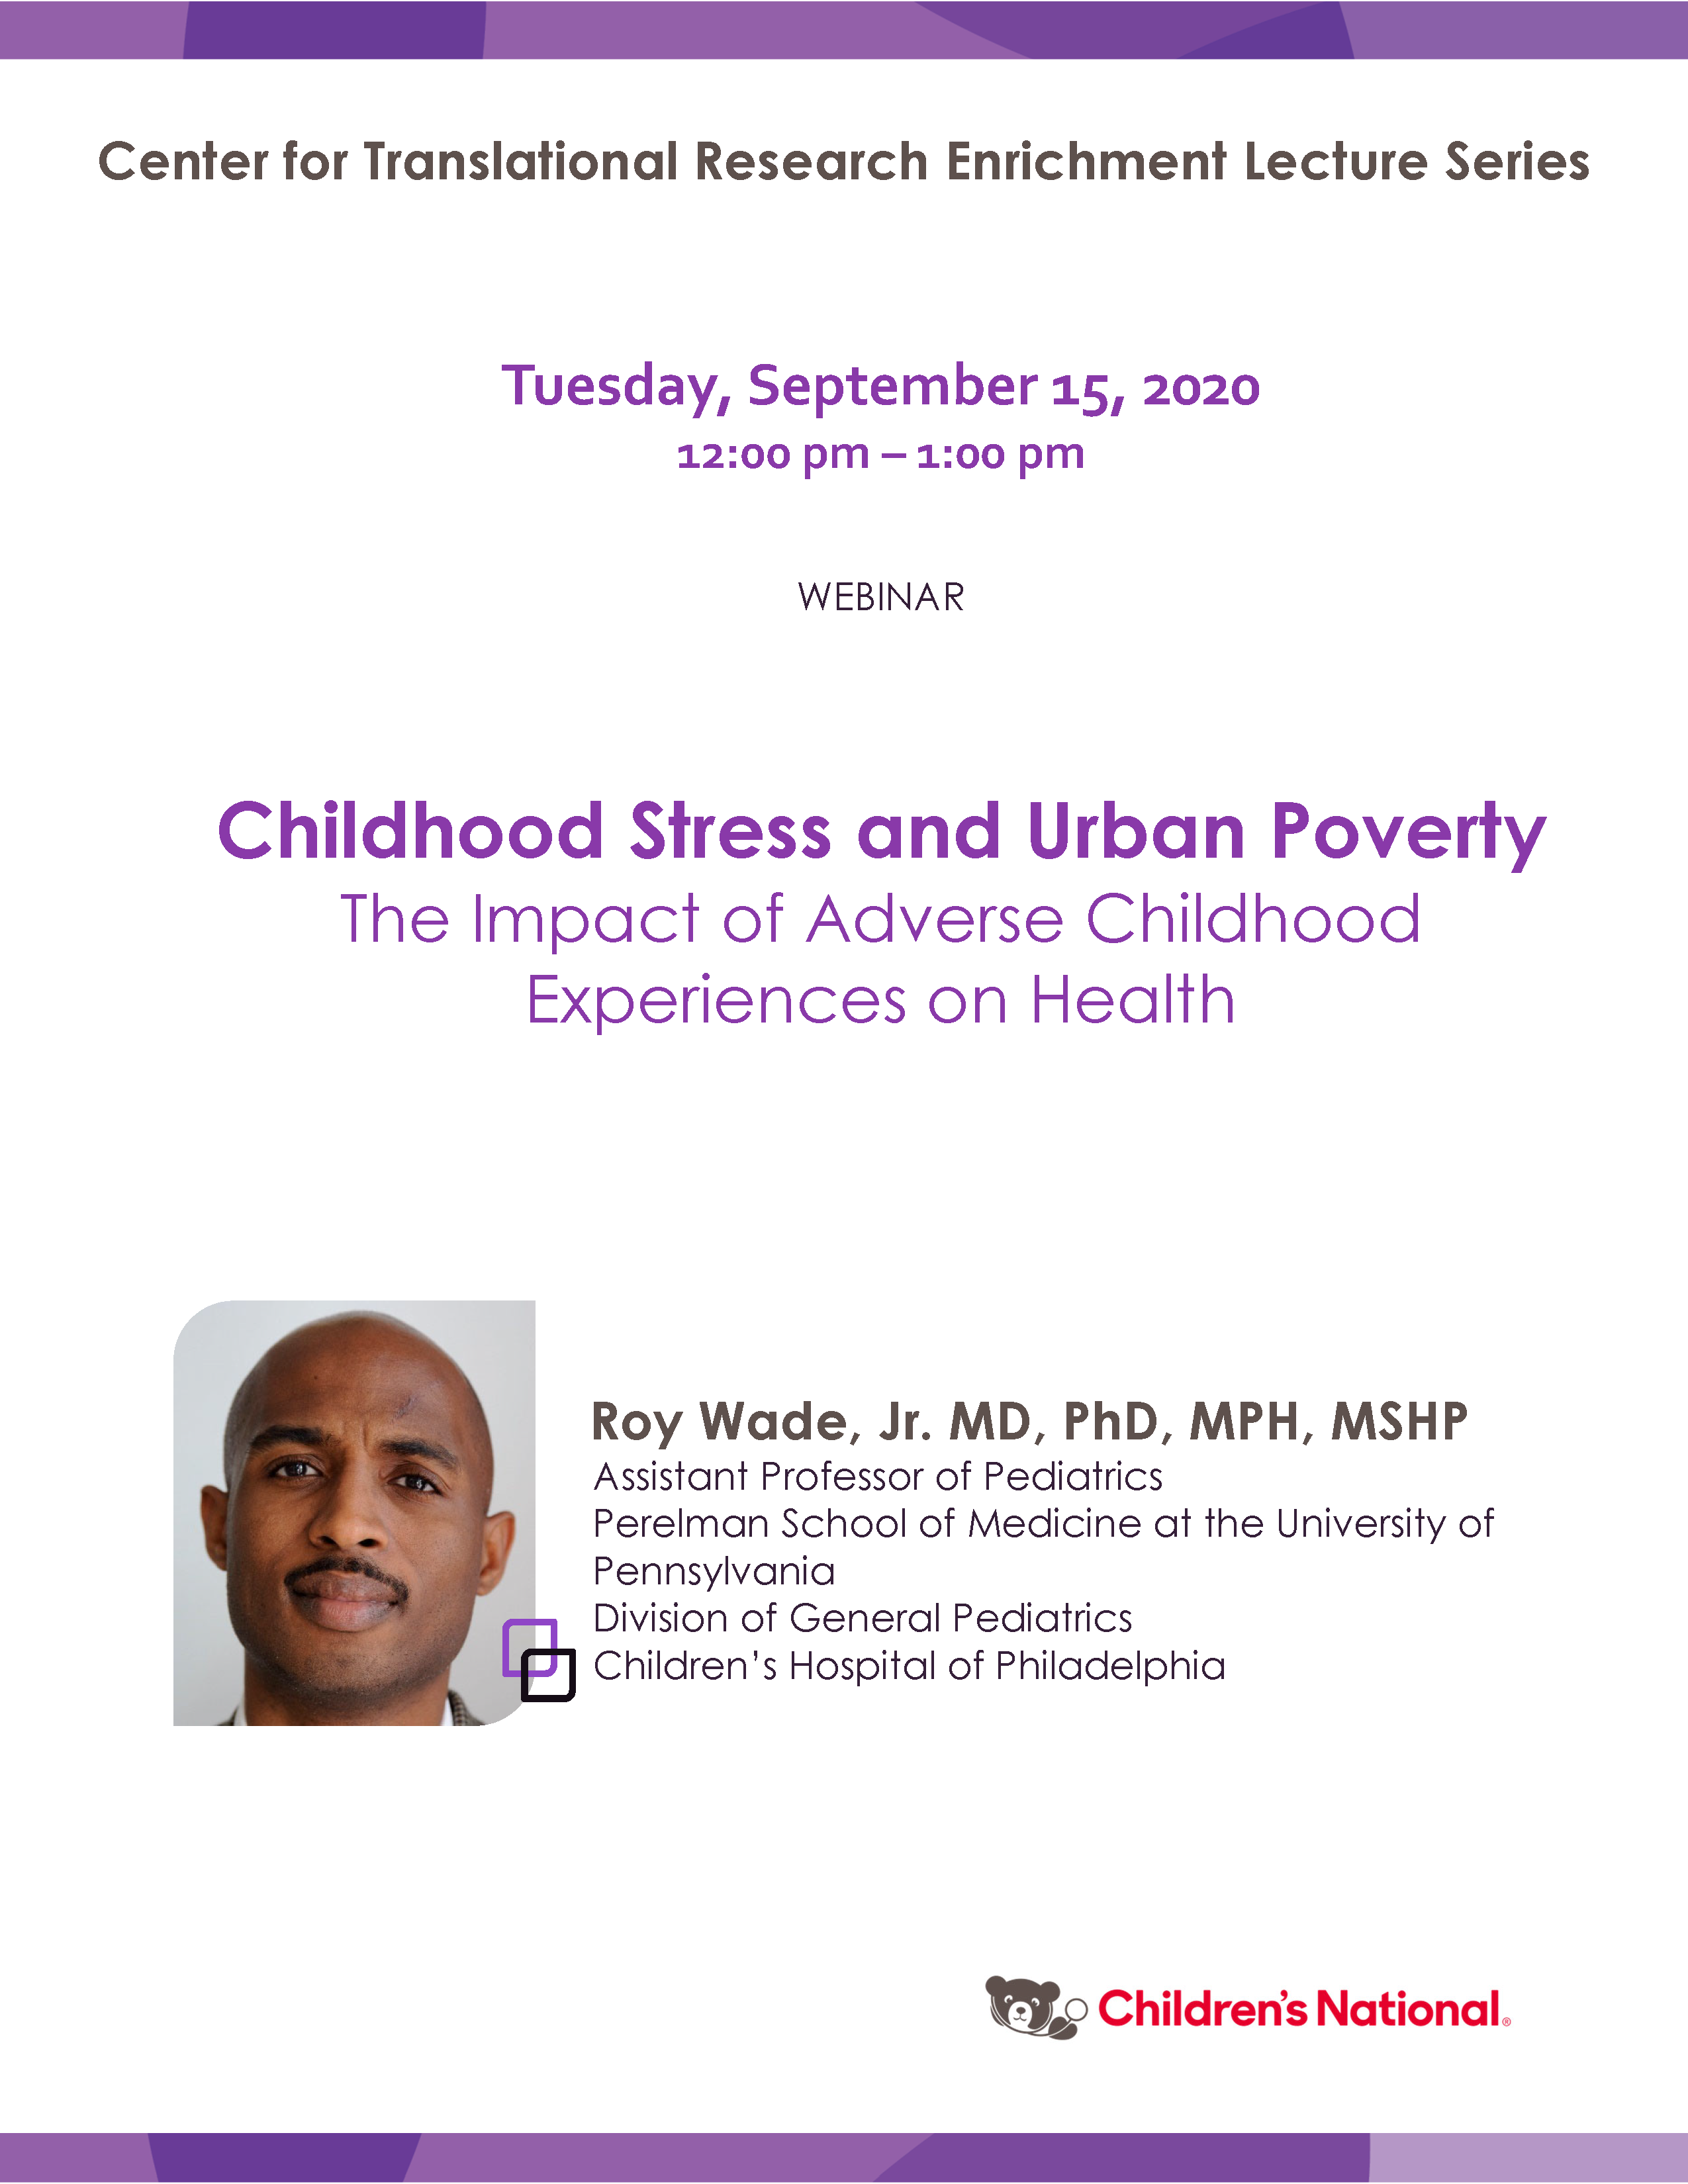 Center for Translational Research Enrichment Lecture Series
Tuesday, September 15, 2020
12:00 pm – 1:00 pm
WEBINAR
Childhood Stress and Urban Poverty
The Impact of Adverse Childhood
Experiences on Health
Roy Wade, Jr. MD, PhD, MPH, MSHP
Assistant Professor of Pediatrics
Perelman School of Medicine at the University of
Pennsylvania
Division of General Pediatrics
Children’s Hospital of Philadelphia
Children’s National®